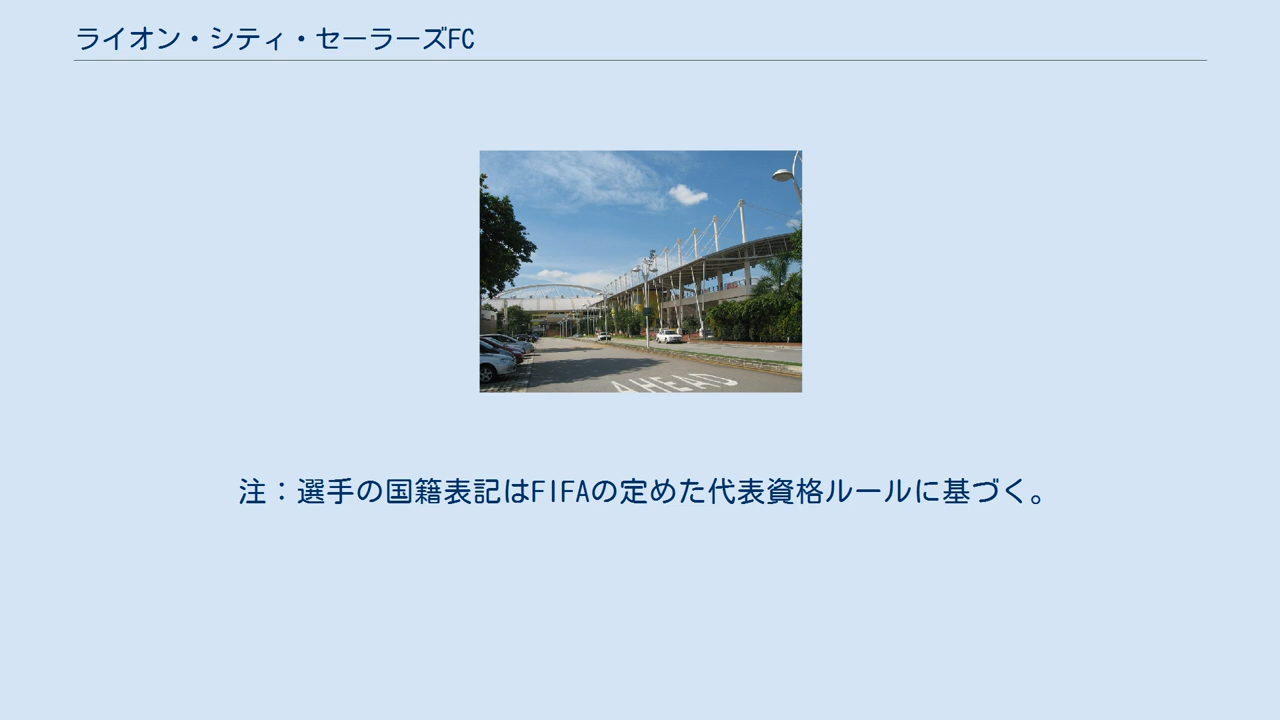 ライオン・シティ・セーラーズFC
AHEAD
注：選手の国籍表記はFIFAの定めた代表資格ルールに基づく。